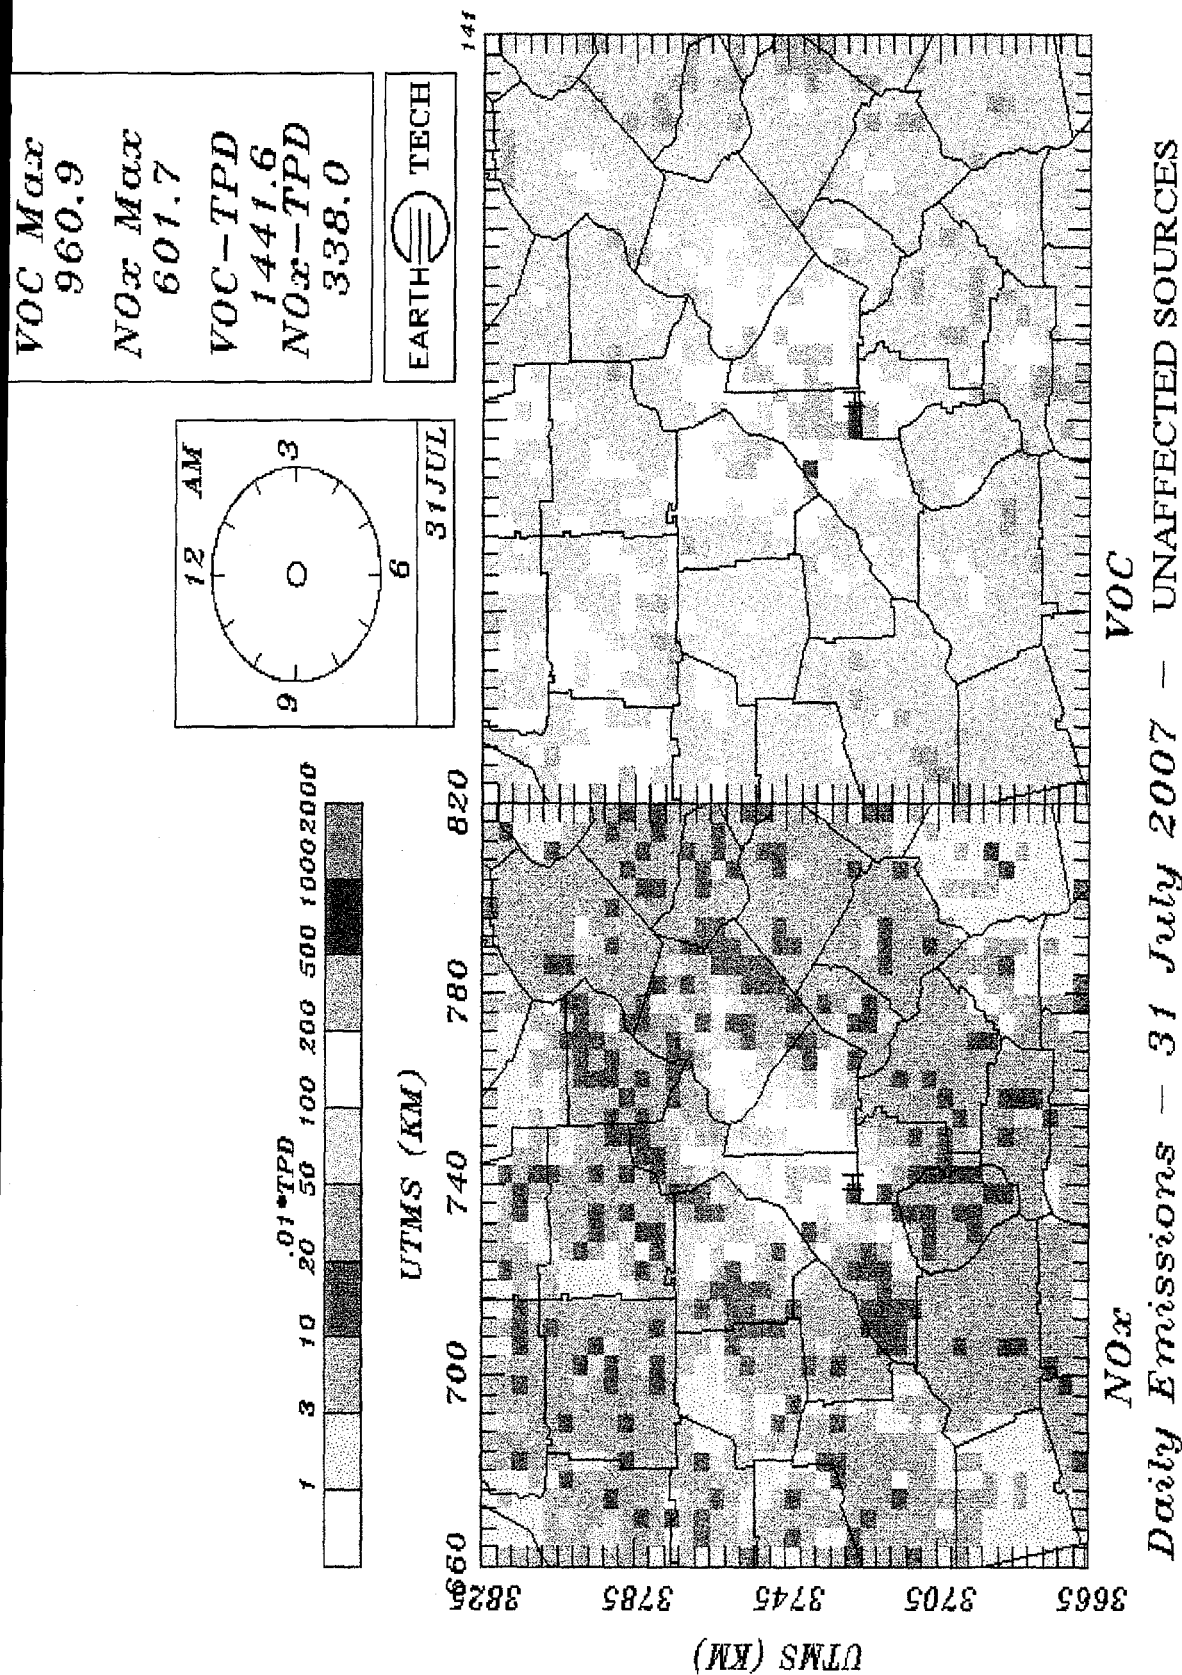 VOC Max
960.9
NOx Max
601.7
VOC-TPD
1441.6
NOx-TPD
338.0
EARTH TECH
12 AM
3
6
9
31JUL
.01*TPD
1 3 10 20 50 100 200 500 1000 2000
UTMS (KM)
660 700 740 780 820
141
3825
3785
3745
3705
3665
UTMS (KM)
NOx
VOC
Daily Emissions - 31 July 2007 - UNAFFECTED SOURCES